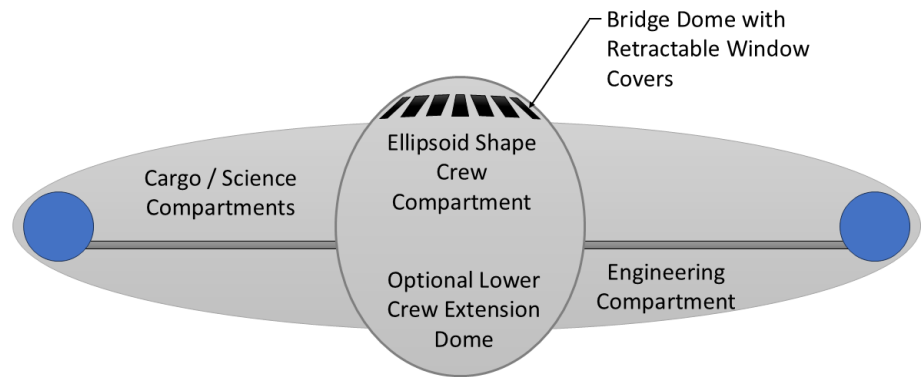 Bridge Dome with
Retractable Window
Covers
Ellipsoid Shape
Crew
Compartment
Cargo / Science
Compartments
Optional Lower
Crew Extension
Dome
Engineering
Compartment